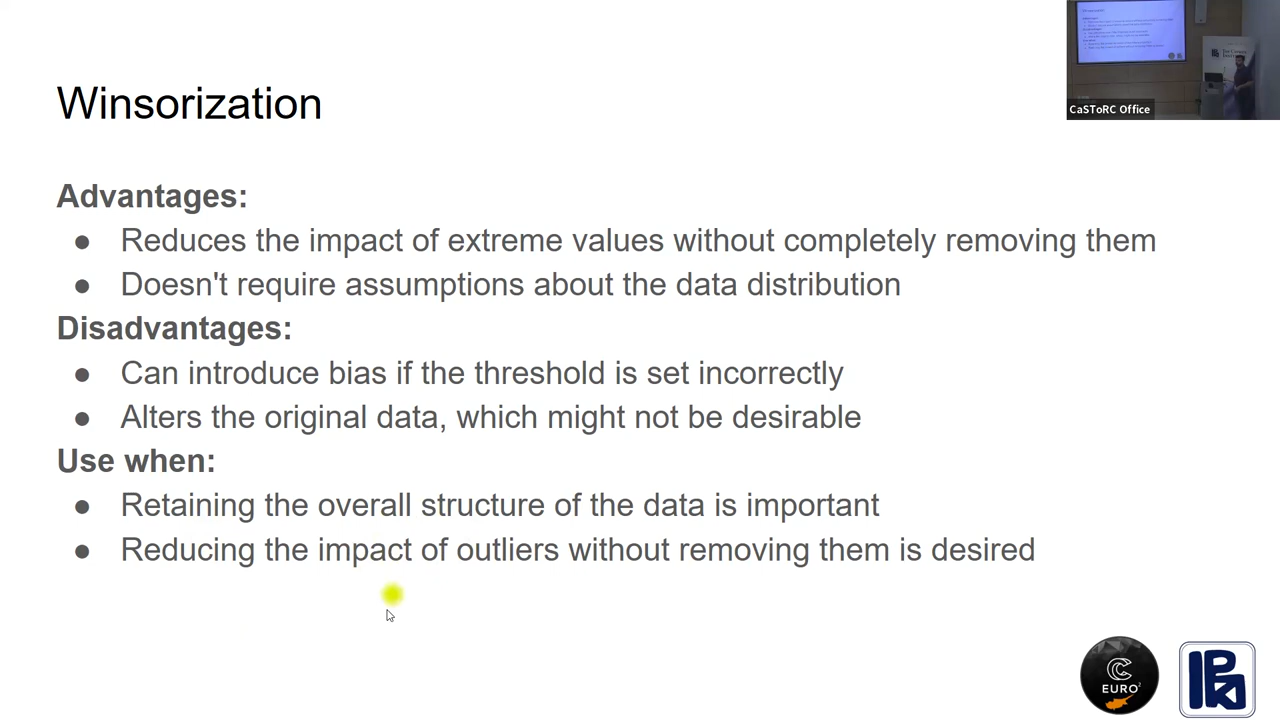 Winsorization
CaSToRC Office
Advantages:
● Reduces the impact of extreme values without completely removing them
● Doesn't require assumptions about the data distribution
Disadvantages:
● Can introduce bias if the threshold is set incorrectly
● Alters the original data, which might not be desirable
Use when:
● Retaining the overall structure of the data is important
● Reducing the impact of outliers without removing them is desired
EURO²